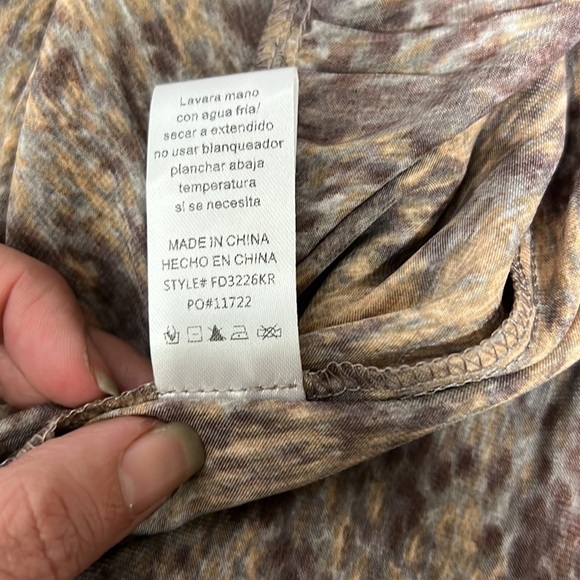 Lavara mano
con agua fría/
secar a extendido
no usar blanqueador
planchar abaja
temperatura
si se necesita
MADE IN CHINA
HECHO EN CHINA
STYLE# FD3226KR
PO#11722